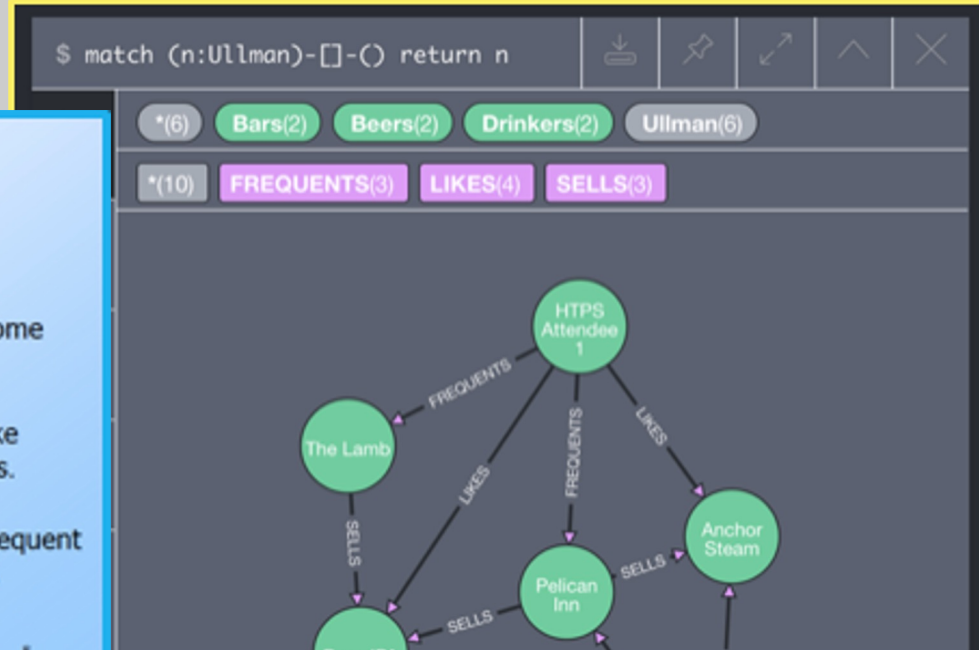 $ match (n:Ullman)-[]-() return n
*(6) Bars(2) Beers(2) Drinkers(2) Ullman(6)
*(10) FREQUENTS(3) LIKES(4) SELLS(3)
ome
ke
s.
equent
HTPS
Attendee
1
FREQUENTS
LIKES
FREQUENTS
LIKES
The Lamb
SELLS
Anchor
Steam
Pelican
Inn
SELLS
SELLS